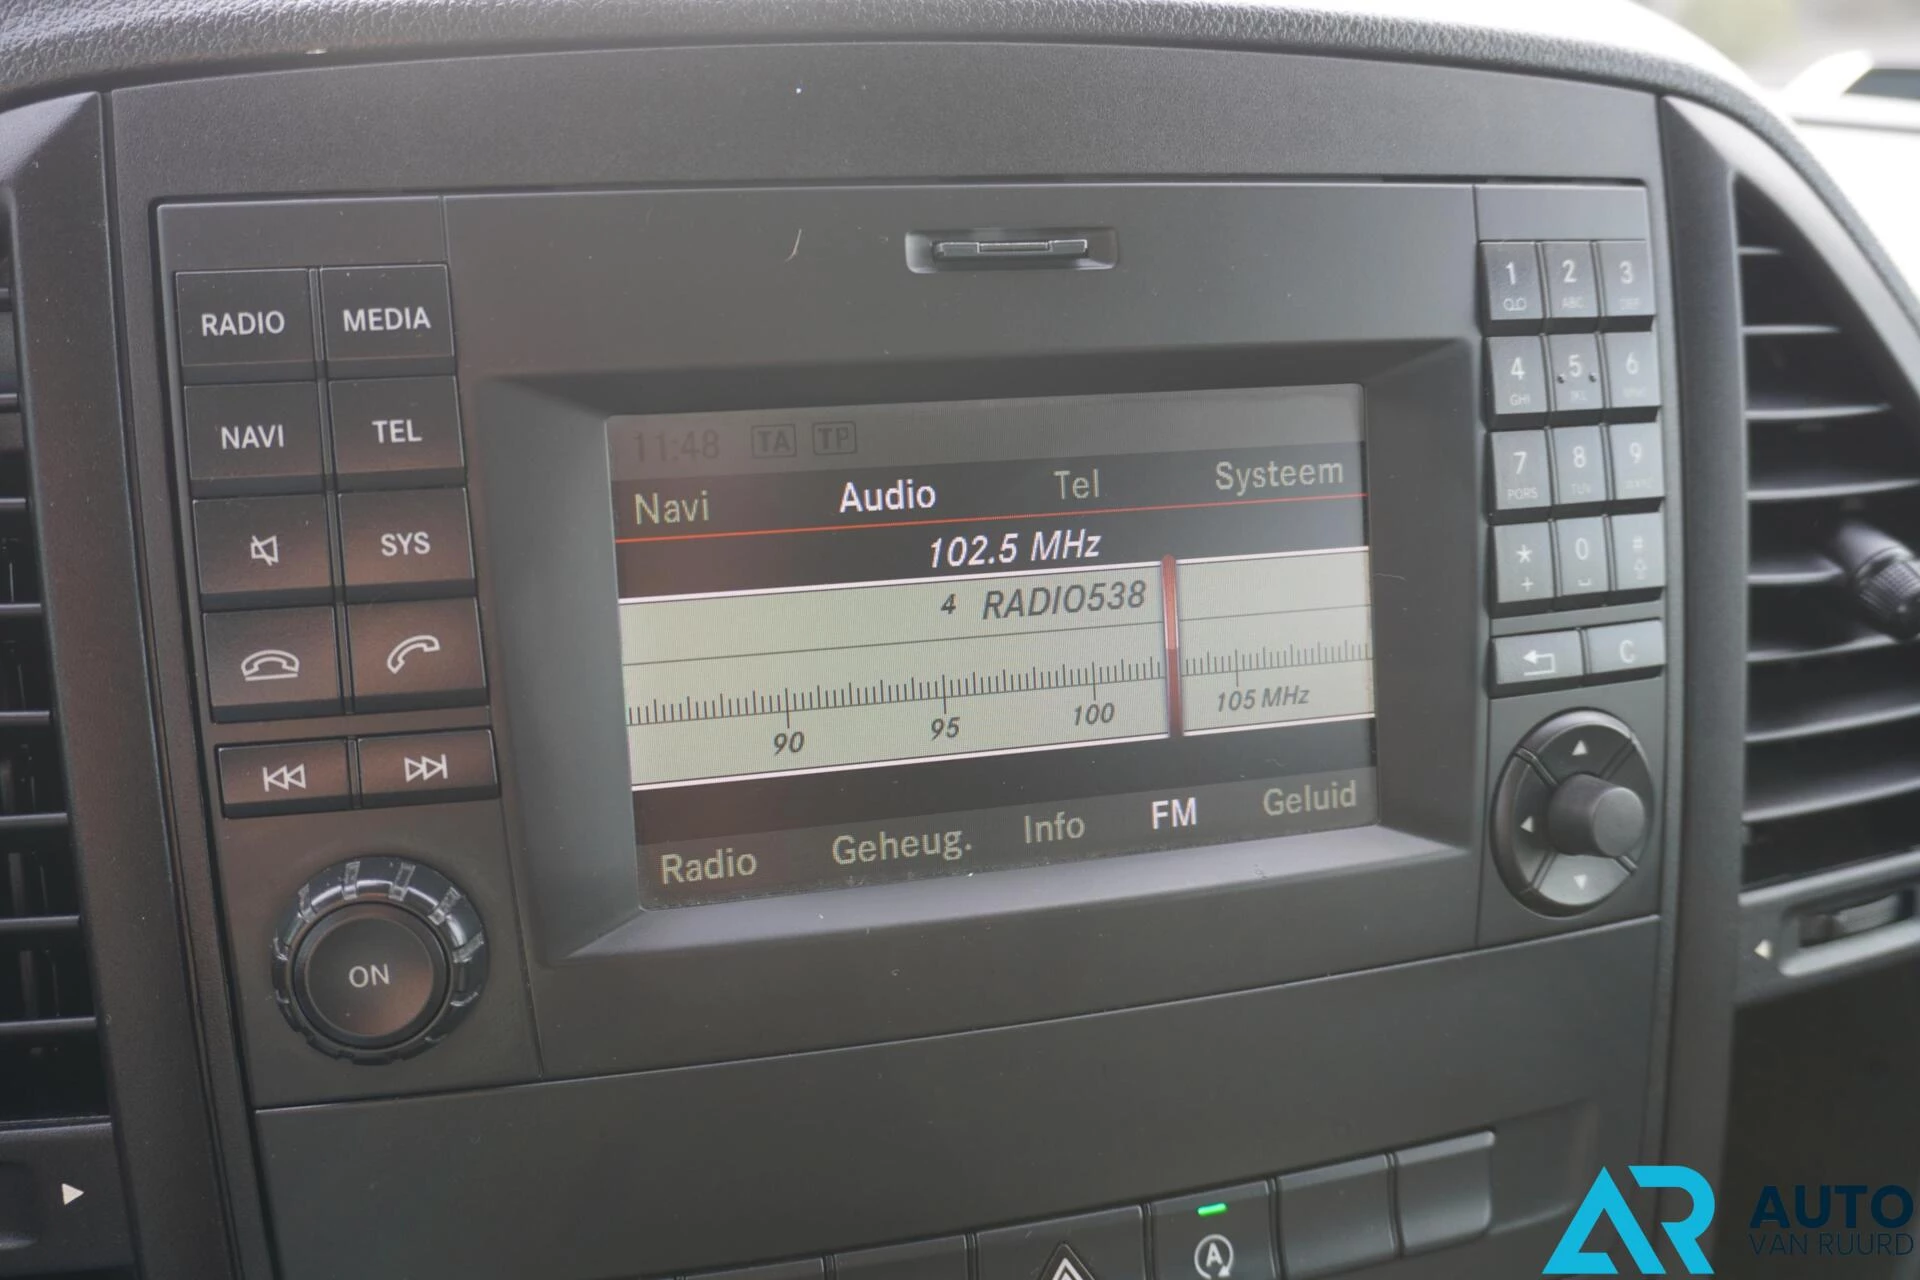 RADIO MEDIA
NAVI TEL
SYS
ON
11:48 TA TP
Navi Audio Tel Systeem
102.5 MHz
4 RADIO538
90 95 100 105 MHz
Radio Geheug. Info FM Geluid
1 2 3
ABC
4 5 6
GHI
7 8 9
PQRS TUV
* 0 #
+
C
A
AR AUTO
VAN RUURD